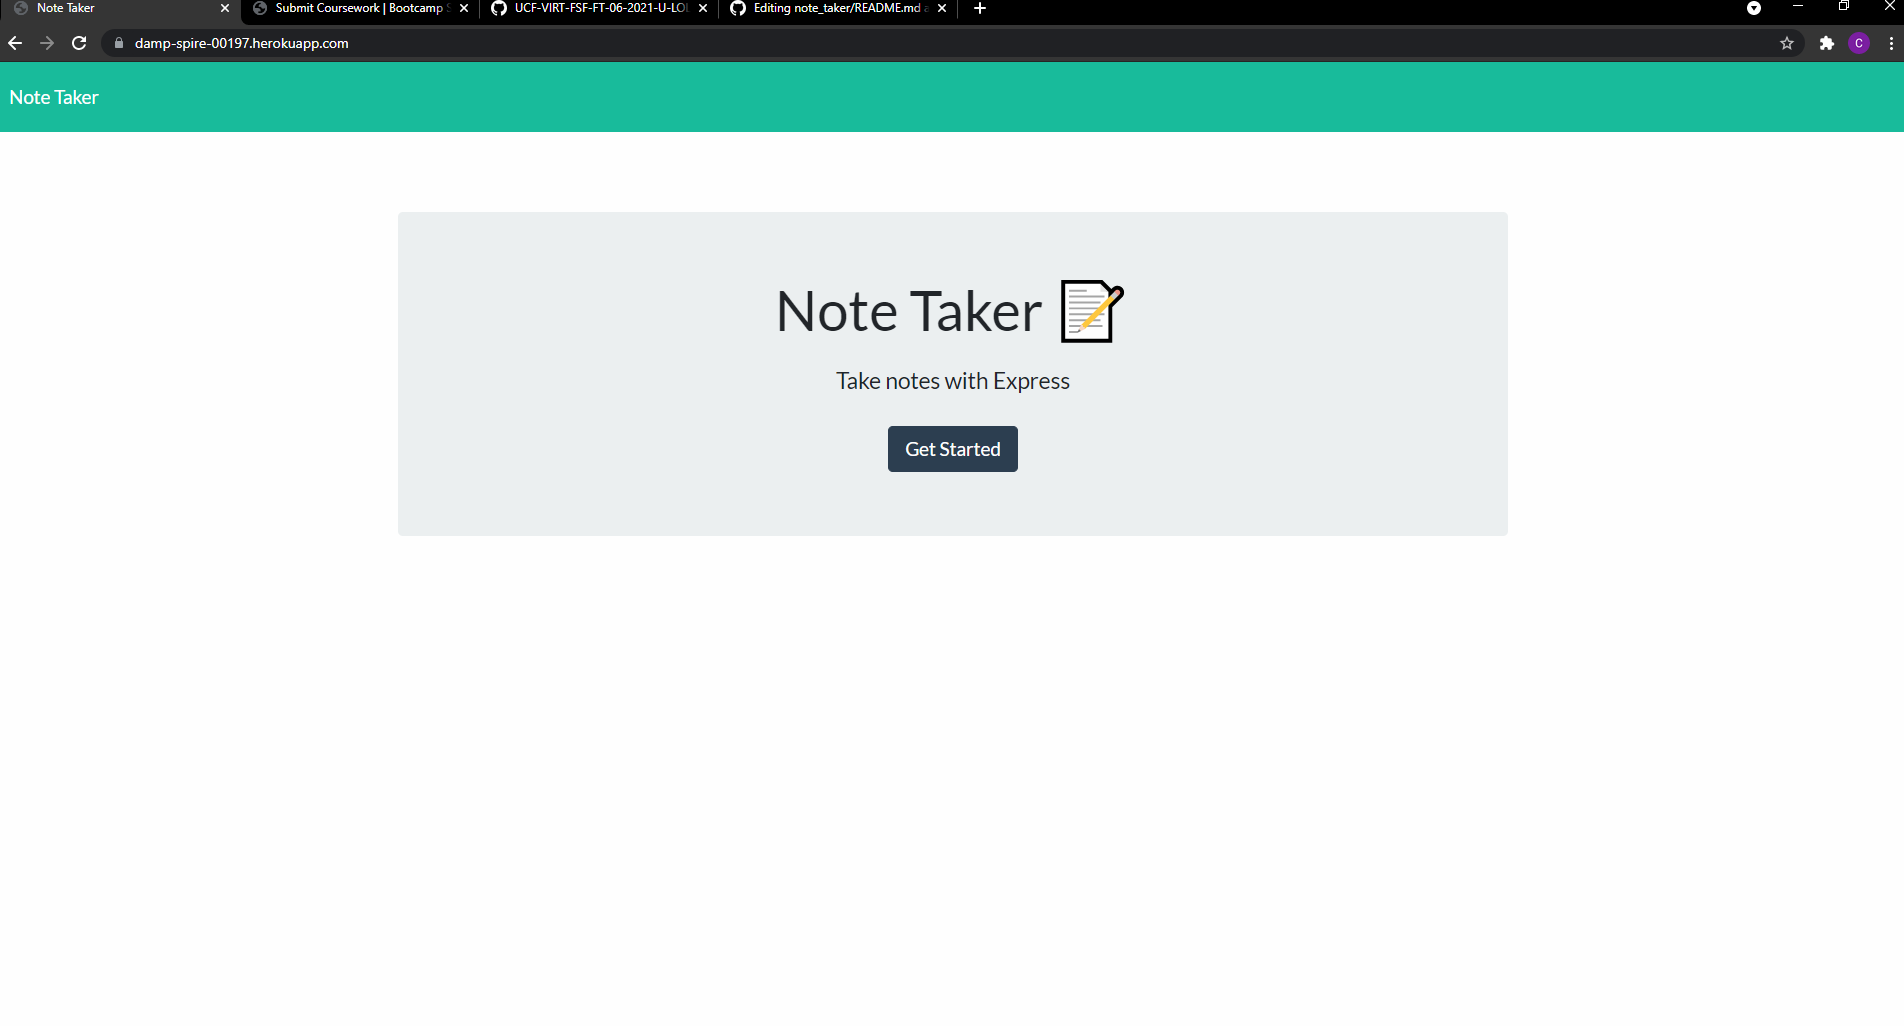 Note Taker
Submit Coursework | Bootcamp
UCF-VIRT-FSF-FT-06-2021-U-LOL
Editing note_taker/README.md
damp-spire-00197.herokuapp.com
C
Note Taker
Note Taker
Take notes with Express
Get Started